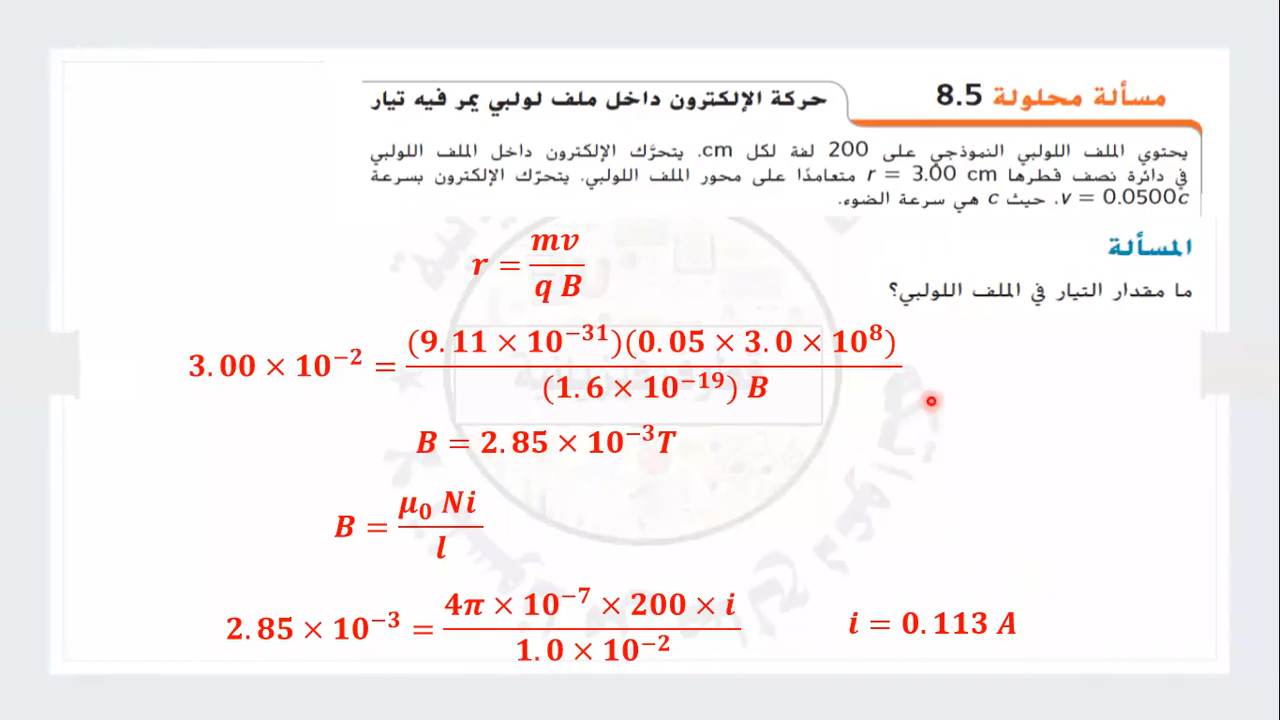 مسألة محلولة 8.5
حركة الإلكترون داخل ملف لولبي يمر فيه تيار
يحتوي الملف اللولبي النموذجي على 200 لفة لكل cm. يتحرَّك الإلكترون داخل الملف اللولبي
في دائرة نصف قطرها r = 3.00 cm متعامدًا على محور الملف اللولبي. يتحرّك الإلكترون بسرعة
v = 0.0500c. حيث c هي سرعة الضوء.
المسألة
ما مقدار التيار في الملف اللولبي؟
r = mv / q B
3.00 × 10⁻² = (9.11 × 10⁻³¹)(0.05 × 3.0 × 10⁸) / (1.6 × 10⁻¹⁹) B
B = 2.85 × 10⁻³T
B = μ₀ Ni / l
2.85 × 10⁻³ = 4π × 10⁻⁷ × 200 × i / 1.0 × 10⁻²
i = 0.113 A